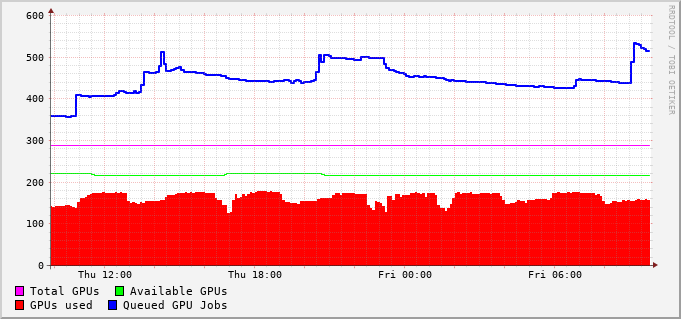 600
500
400
300
200
100
0
Thu 12:00 Thu 18:00 Fri 00:00 Fri 06:00
Total GPUs Available GPUs
GPUs used Queued GPU Jobs
RRDTOOL / TOBI OETIKER